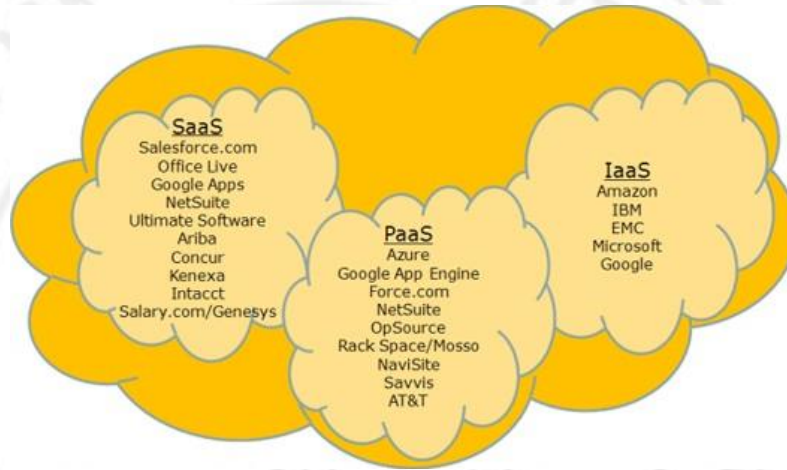 SaaS
Salesforce.com
Office Live
Google Apps
NetSuite
Ultimate Software
Ariba
Concur
Kenexa
Intacct
Salary.com/Genesys
PaaS
Azure
Google App Engine
Force.com
NetSuite
OpSource
Rack Space/Mosso
NaviSite
Savvis
AT&T
IaaS
Amazon
IBM
EMC
Microsoft
Google